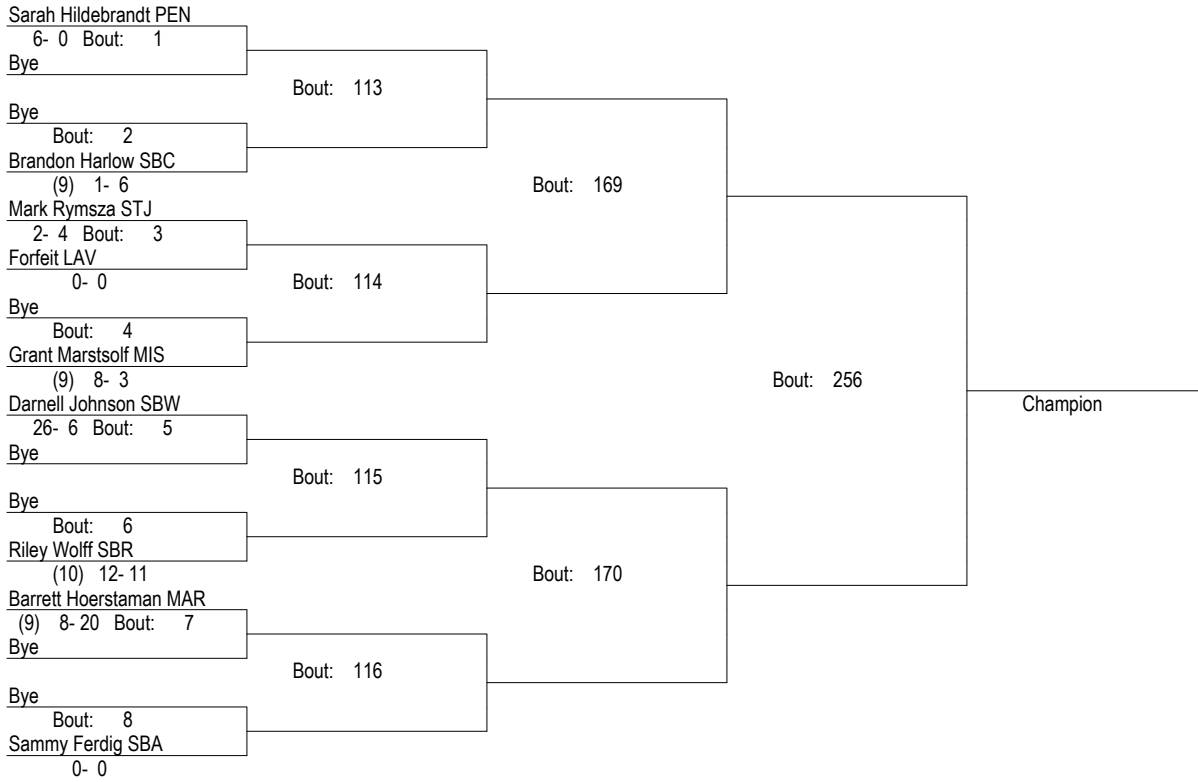 Sarah Hildebrandt PEN
6- 0 Bout: 1
Bye
Bout: 113
Bye
Bout: 2
Brandon Harlow SBC
(9) 1- 6
Bout: 169
Mark Rymsza STJ
2- 4 Bout: 3
Forfeit LAV
0- 0
Bout: 114
Bye
Bout: 4
Grant Marstsolf MIS
(9) 8- 3
Bout: 256
Darnell Johnson SBW
Champion
26- 6 Bout: 5
Bye
Bout: 115
Bye
Bout: 6
Riley Wolff SBR
(10) 12- 11
Bout: 170
Barrett Hoerstaman MAR
(9) 8- 20 Bout: 7
Bye
Bout: 116
Bye
Bout: 8
Sammy Ferdig SBA
0- 0